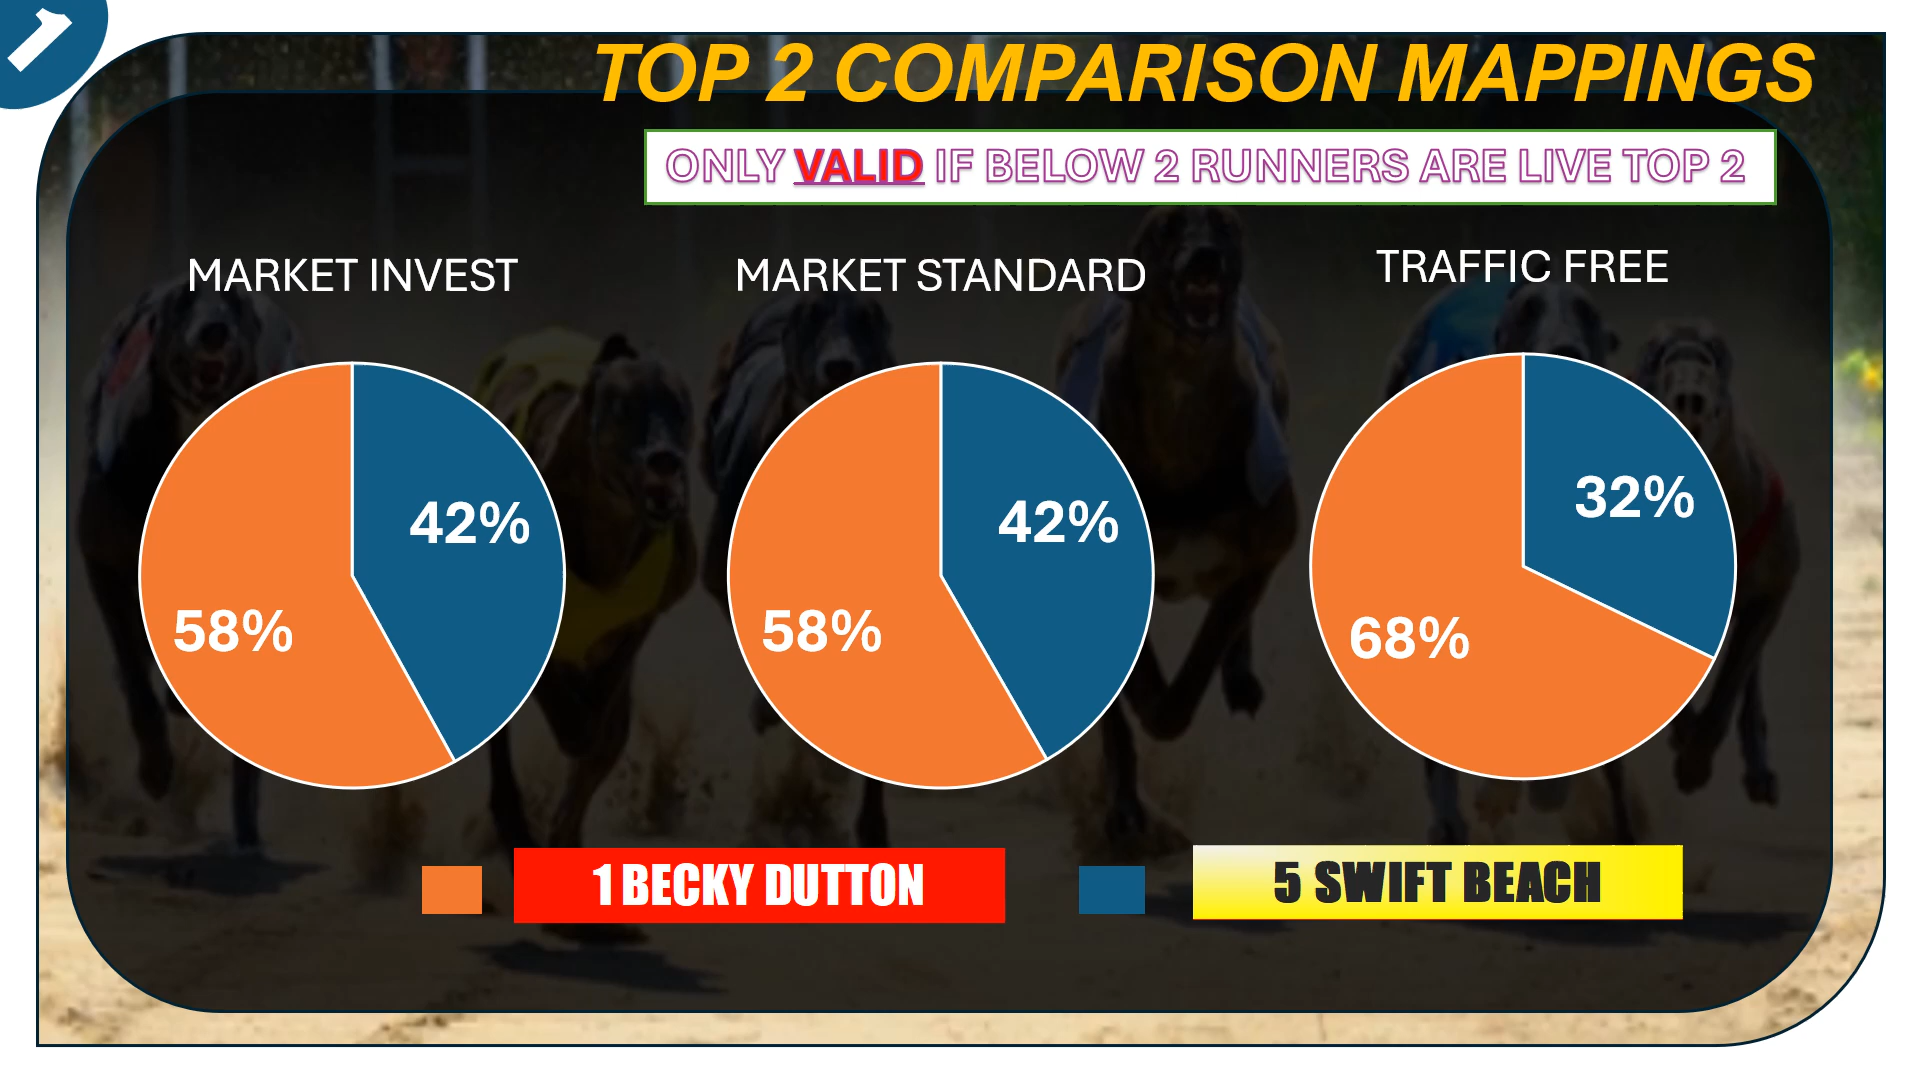 1
TOP 2 COMPARISON MAPPINGS
ONLY VALID IF BELOW 2 RUNNERS ARE LIVE TOP 2
MARKET INVEST
MARKET STANDARD
TRAFFIC FREE
42%
58%
42%
58%
32%
68%
1 BECKY DUTTON
5 SWIFT BEACH